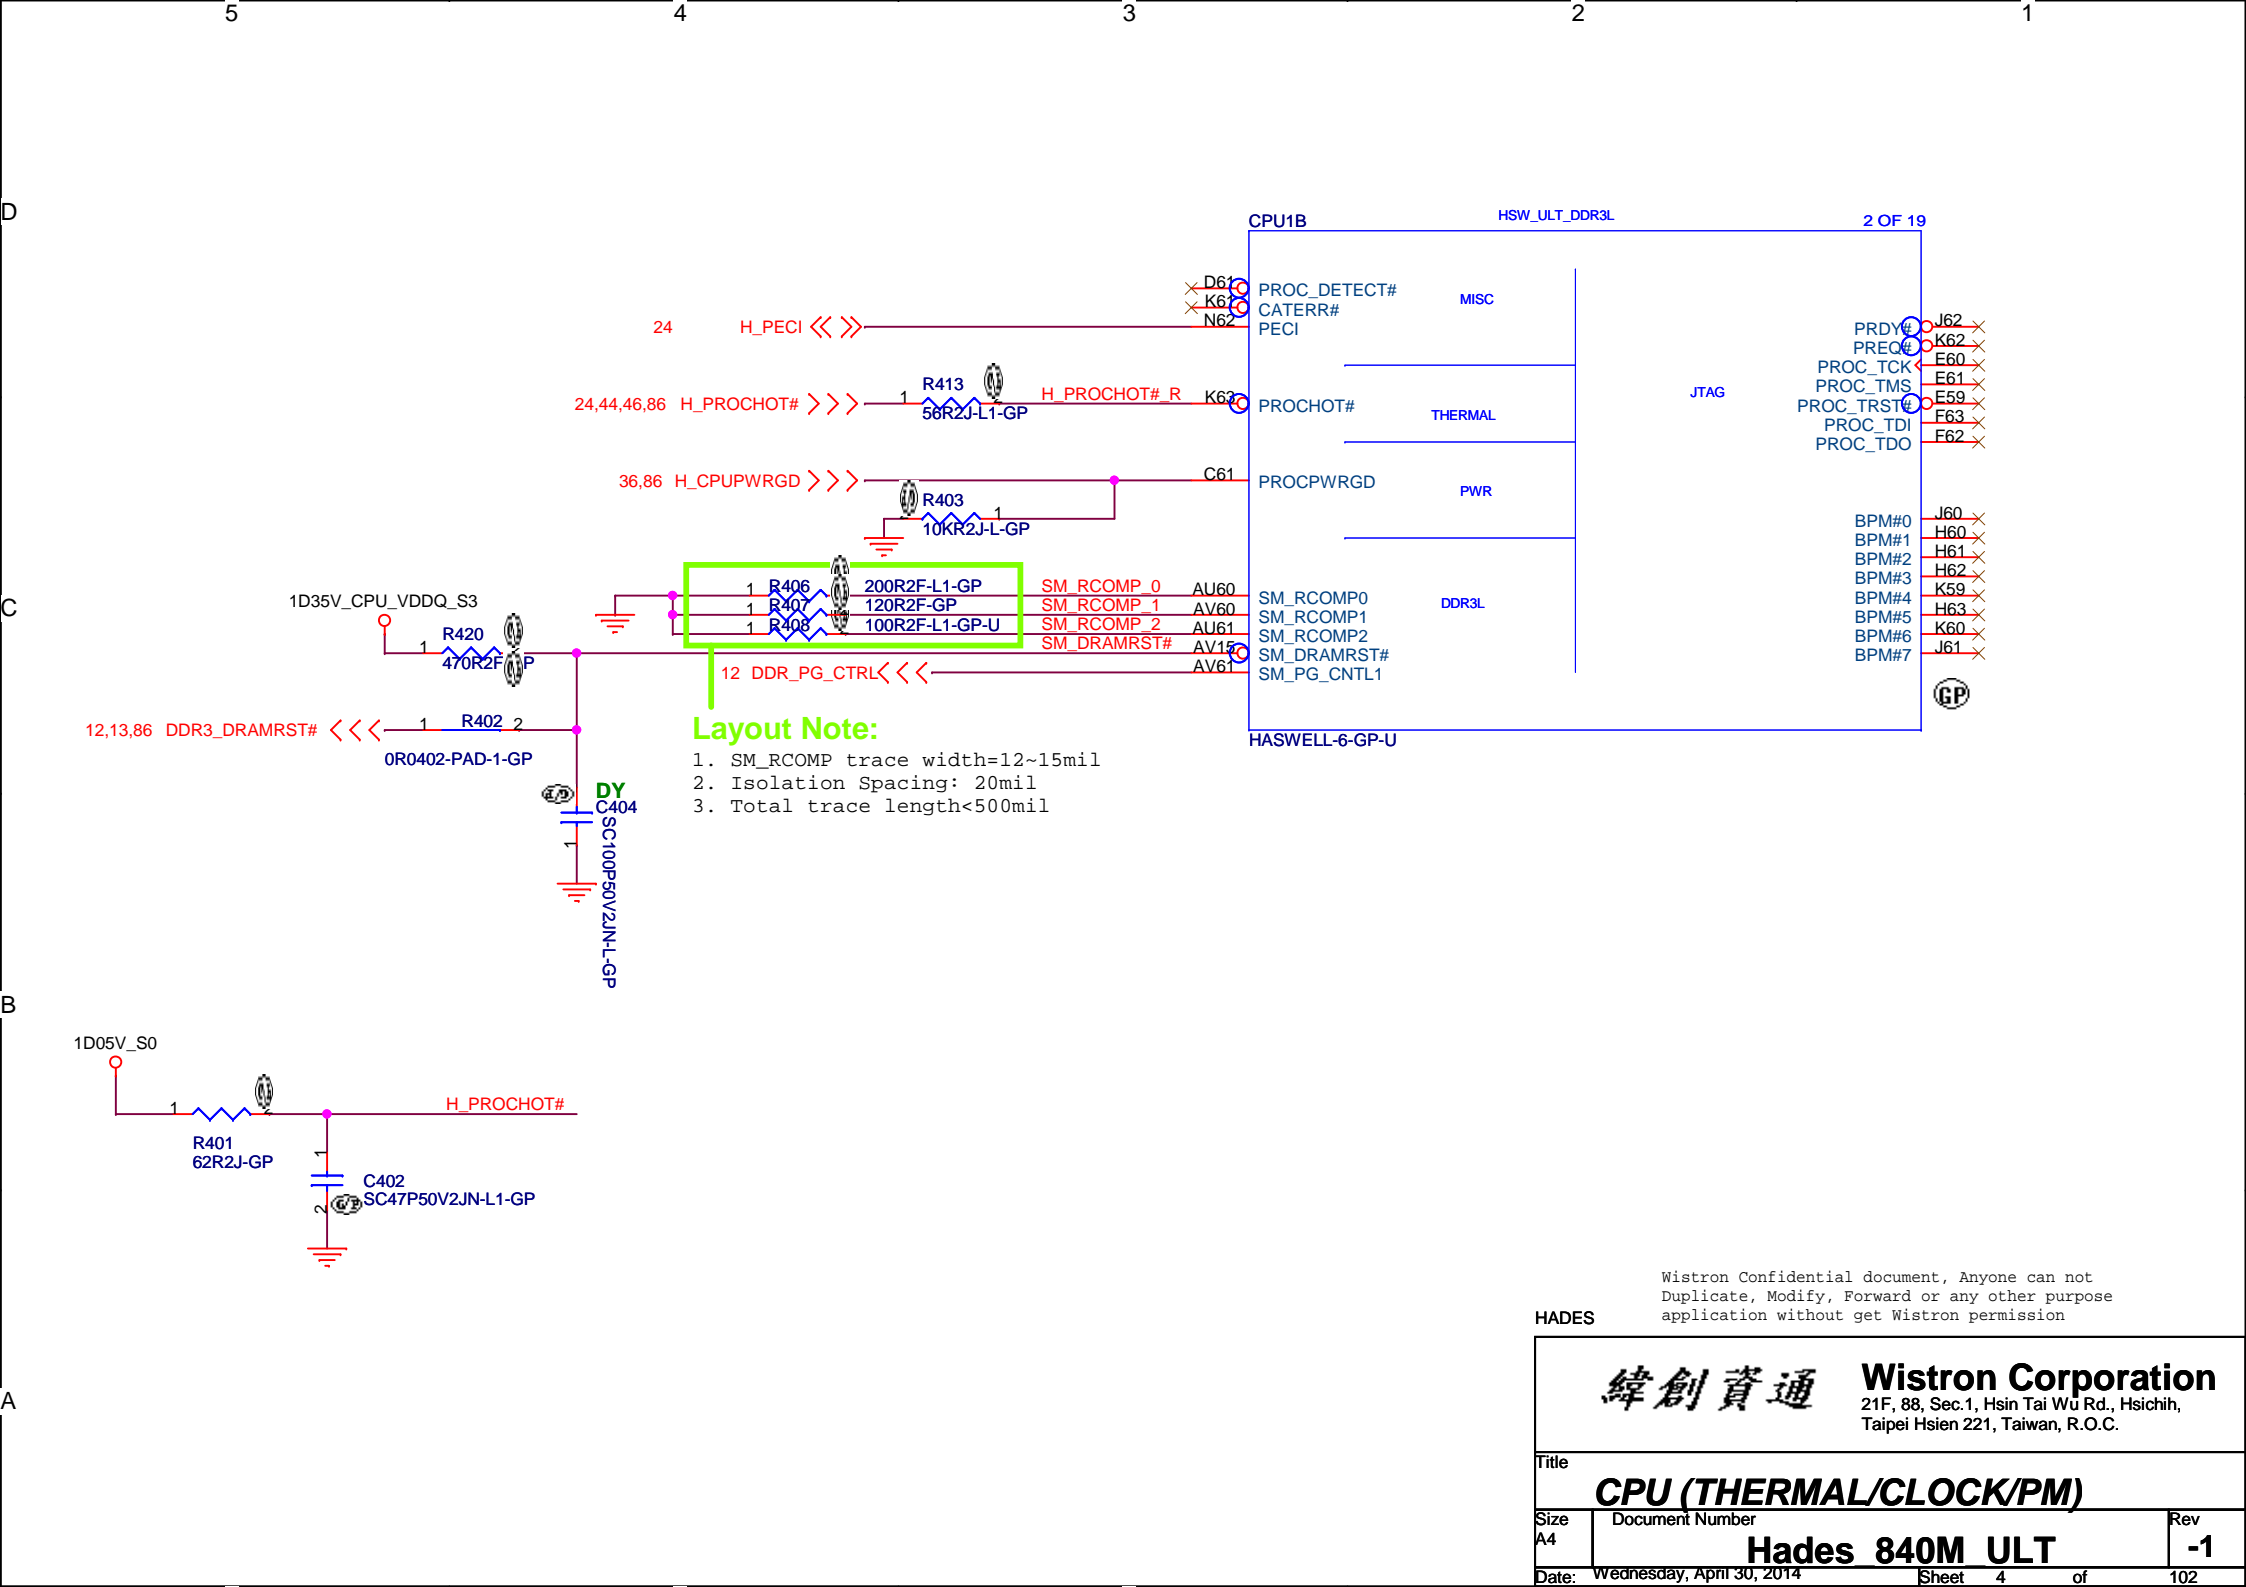 5 4 3 2 1
D
C
B
A
CPU1B
HSW_ULT_DDR3L
2 OF 19
D61 PROC_DETECT#
K61 CATERR#
24 H_PECI N62 PECI
MISC
24,44,46,86 H_PROCHOT# 1 R413 2 H_PROCHOT#_R K63 PROCHOT#
56R2J-L1-GP
THERMAL
36,86 H_CPUPWRGD C61 PROCPWRGD
R403 1
10KR2J-L-GP
PWR
1 R406 200R2F-L1-GP SM_RCOMP_0 AU60 SM_RCOMP0
1 R407 120R2F-GP SM_RCOMP_1 AV60 SM_RCOMP1
1 R408 100R2F-L1-GP-U SM_RCOMP_2 AU61 SM_RCOMP2
SM_DRAMRST# AV15 SM_DRAMRST#
12 DDR_PG_CTRL AV61 SM_PG_CNTL1
DDR3L
JTAG
PRDY# J62
PREQ# K62
PROC_TCK E60
PROC_TMS E61
PROC_TRST# E59
PROC_TDI F63
PROC_TDO F62
BPM#0 J60
BPM#1 H60
BPM#2 H61
BPM#3 H62
BPM#4 K59
BPM#5 H63
BPM#6 K60
BPM#7 J61
GP
HASWELL-6-GP-U
1D35V_CPU_VDDQ_S3
R420
1
470R2F P
12,13,86 DDR3_DRAMRST# 1 R402 2
0R0402-PAD-1-GP
DY
C404
1
SC100P50V2JN-L-GP
Layout Note:
1. SM_RCOMP trace width=12~15mil
2. Isolation Spacing: 20mil
3. Total trace length<500mil
1D05V_S0
1 2 H_PROCHOT#
R401
62R2J-GP
1
C402
SC47P50V2JN-L1-GP
2
Wistron Confidential document, Anyone can not
Duplicate, Modify, Forward or any other purpose
application without get Wistron permission
HADES
緯創資通
Wistron Corporation
21F, 88, Sec.1, Hsin Tai Wu Rd., Hsichih,
Taipei Hsien 221, Taiwan, R.O.C.
Title
CPU (THERMAL/CLOCK/PM)
Size Document Number Rev
A4 Hades_840M_ULT -1
Date: Wednesday, April 30, 2014 Sheet 4 of 102